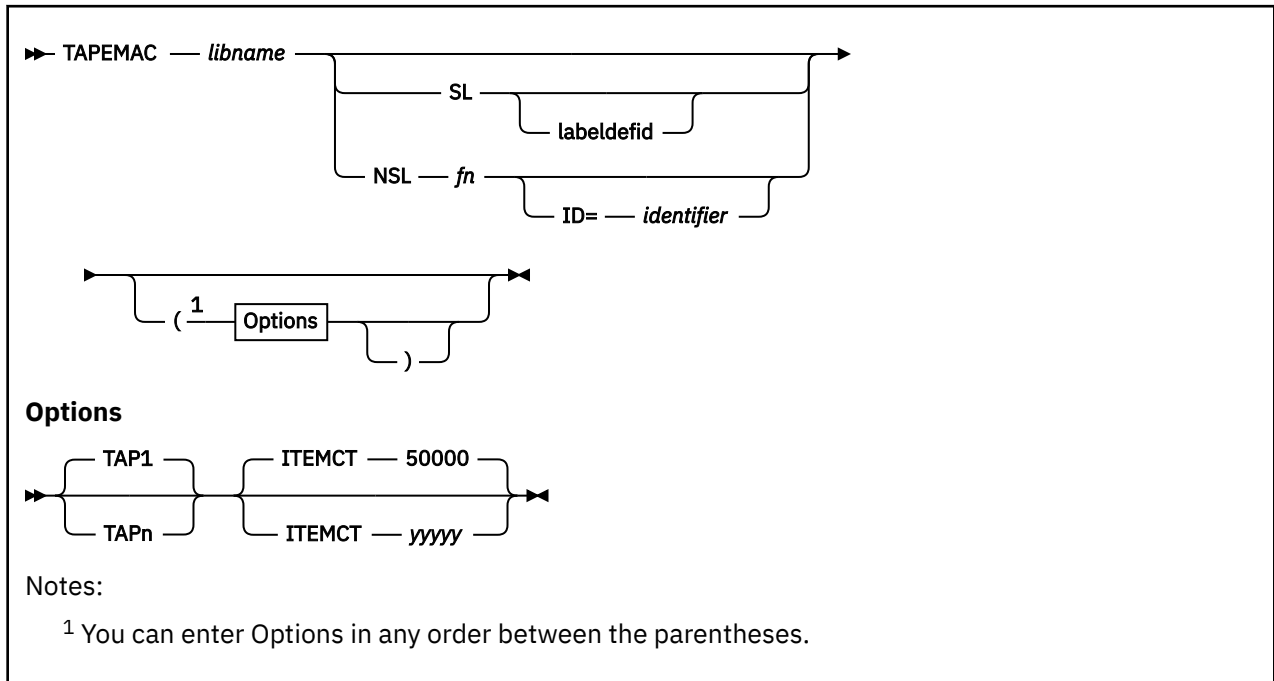 TAPEMAC libname
SL
labeldefid
NSL fn
ID= identifier
( 1 Options
)
Options
TAP1 ITEMCT 50000
TAPn ITEMCT yyyyy
Notes:
1 You can enter Options in any order between the parentheses.